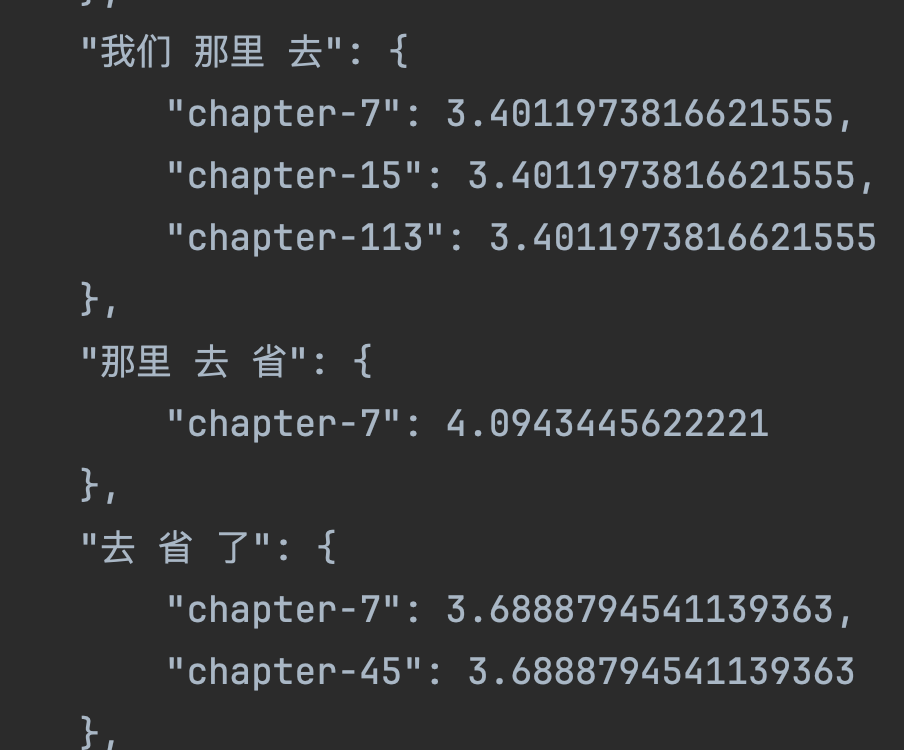 },
"我们 那里 去": {
"chapter-7": 3.4011973816621555,
"chapter-15": 3.4011973816621555,
"chapter-113": 3.4011973816621555
},
"那里 去 省": {
"chapter-7": 4.0943445622221
},
"去 省 了": {
"chapter-7": 3.6888794541139363,
"chapter-45": 3.6888794541139363
},